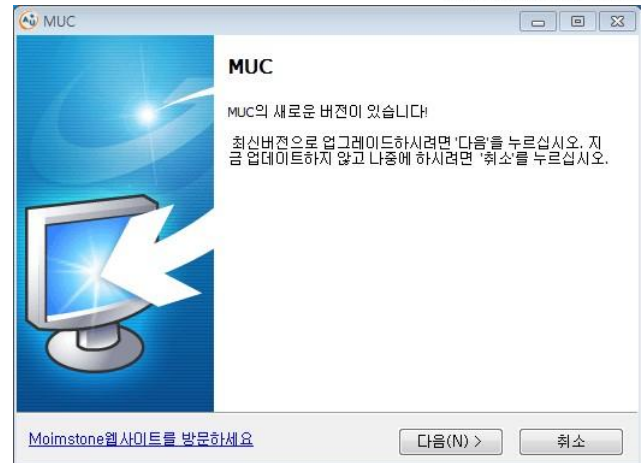 MUC
MUC
MUC의 새로운 버전이 있습니다!
최신버전으로 업그레이드하시려면 '다음'을 누르십시오. 지
금 업데이트하지 않고 나중에 하시려면 '취소'를 누르십시오.
Moimstone웹사이트를 방문하세요
다음(N) >
취소